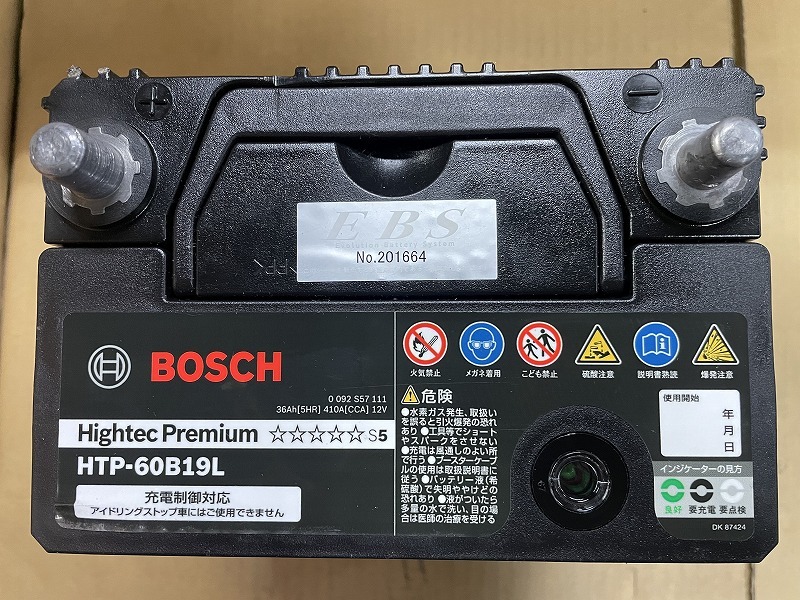 +
−
EBS
Evolution Battery System
No.201664
BOSCH
0 092 S57 111
36Ah[5HR] 410A[CCA] 12V
Hightec Premium ☆☆☆☆☆S5
HTP-60B19L
充電制御対応
アイドリングストップ車にはご使用できません
火気禁止
メガネ着用
こども禁止
硫酸注意
説明書熟読
爆発注意
危険
●水素ガス発生、取扱い
を誤ると引火爆発の恐れ
あり●工具等でショート
やスパークをさせない
●充電は風通しのよい所
で行う●ブースターケーブ
ルの使用は取扱説明書に
従う●バッテリー液(希
硫酸)で失明ややけどの
恐れあり●液がついたら
多量の水で洗い、目の場合
は医師の治療を受ける
使用開始
年
月
日
インジケーターの見方
良好 要充電 要点検
DK 87424